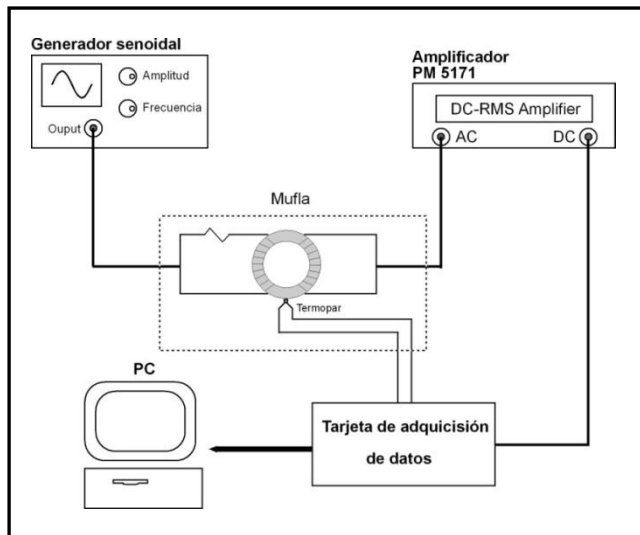 Generador senoidal
Amplitud
Frecuencia
Ouput
Amplificador
PM 5171
DC-RMS Amplifier
AC
DC
Mufla
Termopar
PC
Tarjeta de adquicisión
de datos